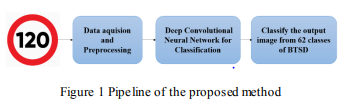 120
Data aquision
and
Preprocessing
Deep Convolutional
Neural Network for
Classification
Classify the output
image from 62 classes
of BTSD
Figure 1 Pipeline of the proposed method